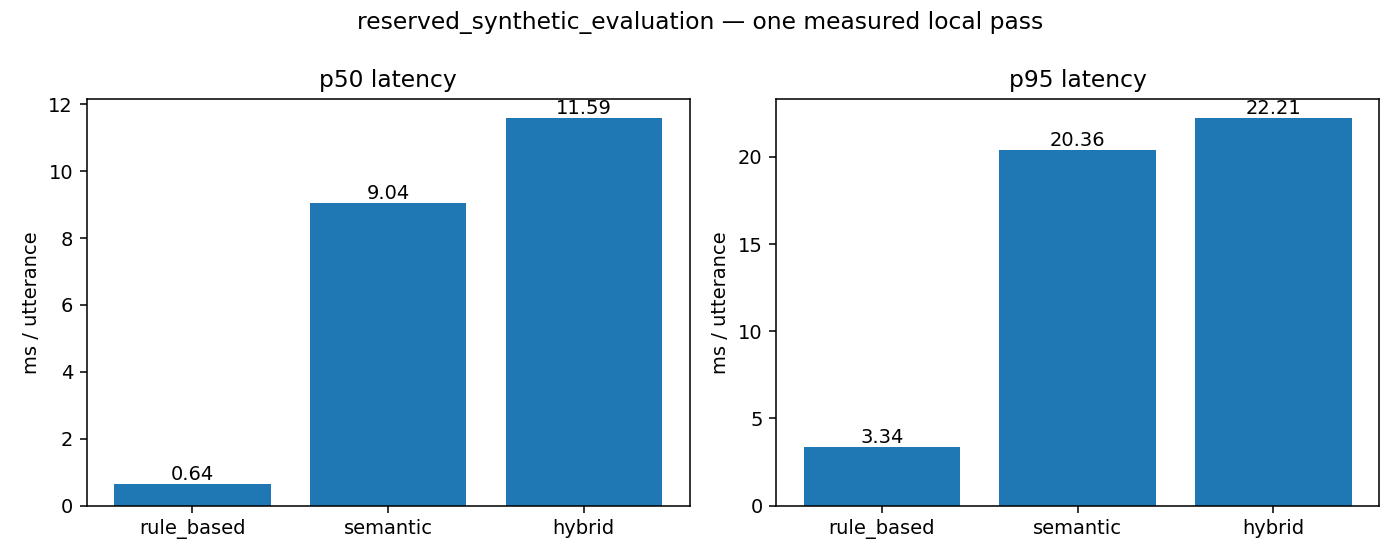 reserved_synthetic_evaluation — one measured local pass
p50 latency
ms / utterance
12
10
8
6
4
2
0
0.64
9.04
11.59
rule_based
semantic
hybrid
p95 latency
ms / utterance
20
15
10
5
0
3.34
20.36
22.21
rule_based
semantic
hybrid